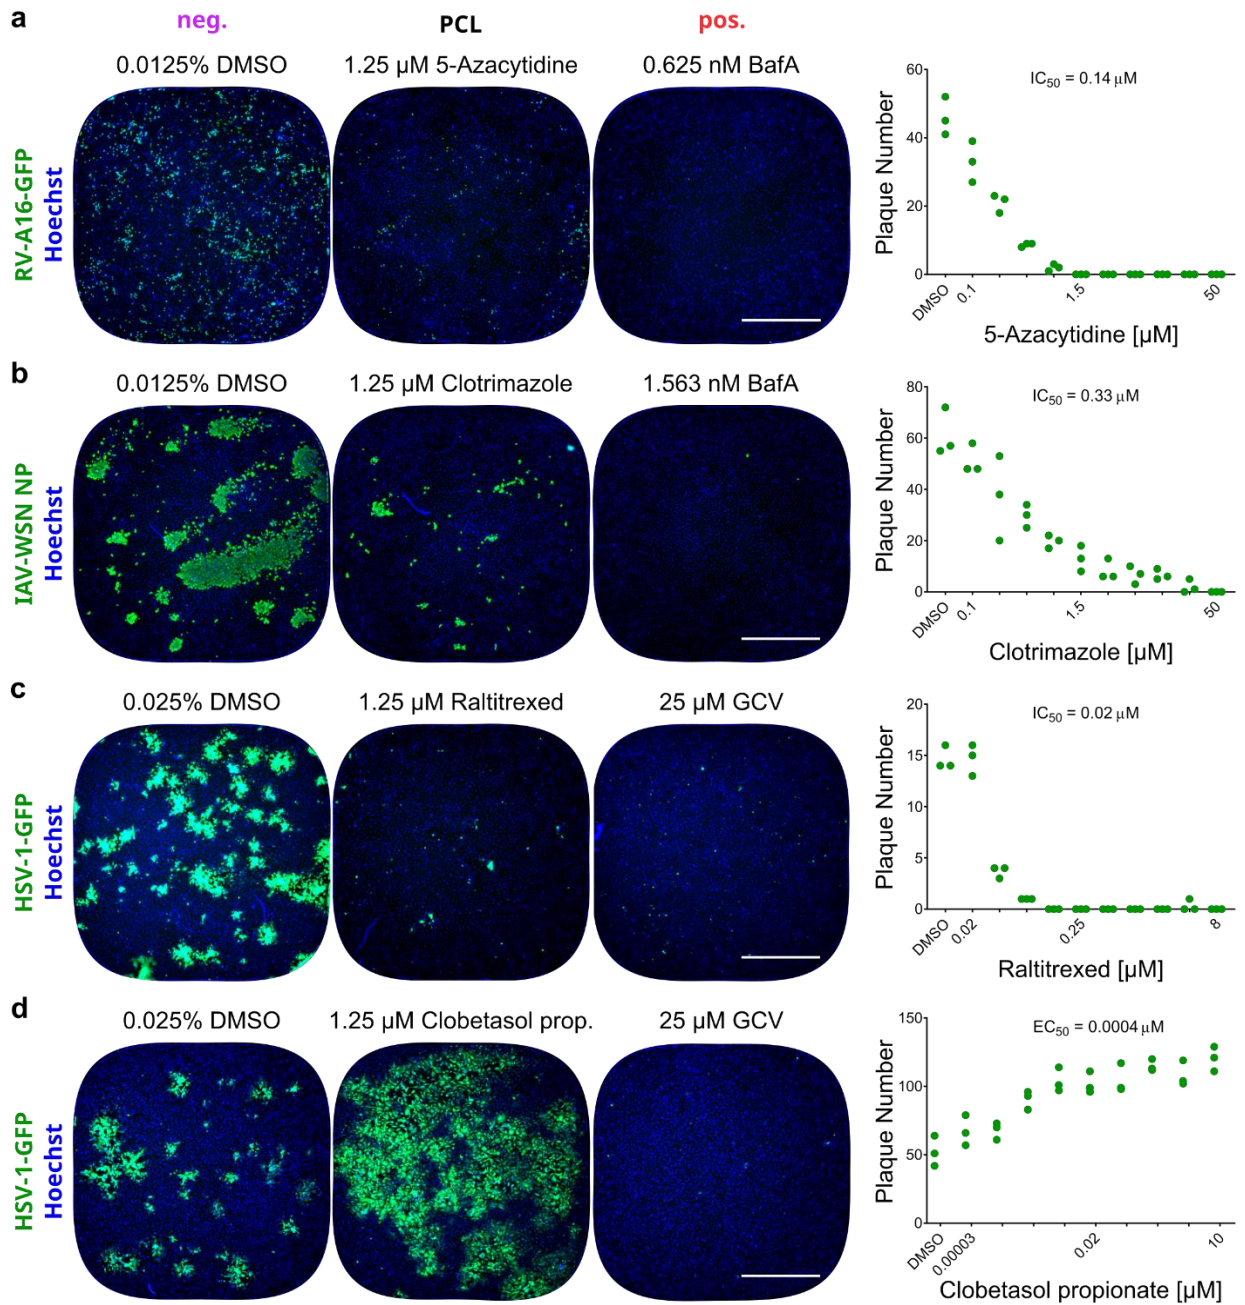 a
neg.
PCL
pos.
0.0125% DMSO
1.25 µM 5-Azacytidine
0.625 nM BafA
RV-A16-GFP
Hoechst
Plaque Number
60
40
20
0
IC50 = 0.14 µM
DMSO
0.1
1.5
50
5-Azacytidine [µM]
b
0.0125% DMSO
1.25 µM Clotrimazole
1.563 nM BafA
IAV-WSN NP
Hoechst
Plaque Number
80
60
40
20
0
IC50 = 0.33 µM
DMSO
0.1
1.5
50
Clotrimazole [µM]
c
0.025% DMSO
1.25 µM Raltitrexed
25 µM GCV
HSV-1-GFP
Hoechst
Plaque Number
20
15
10
5
0
IC50 = 0.02 µM
DMSO
0.02
0.25
8
Raltitrexed [µM]
d
0.025% DMSO
1.25 µM Clobetasol prop.
25 µM GCV
HSV-1-GFP
Hoechst
Plaque Number
150
100
50
0
EC50 = 0.0004 µM
DMSO
0.00003
0.02
10
Clobetasol propionate [µM]